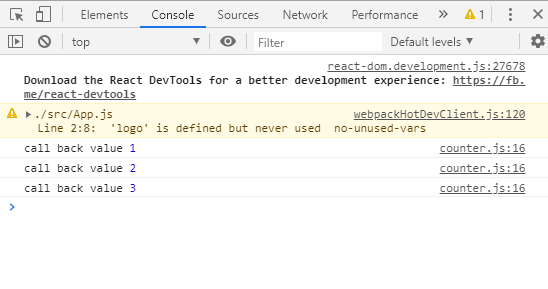 Elements Console Sources Network Performance » 1
top Filter Default levels
react-dom.development.js:27678
Download the React DevTools for a better development experience: https://fb.
me/react-devtools
./src/App.js webpackHotDevClient.js:120
Line 2:8: 'logo' is defined but never used no-unused-vars
call back value 1 counter.js:16
call back value 2 counter.js:16
call back value 3 counter.js:16